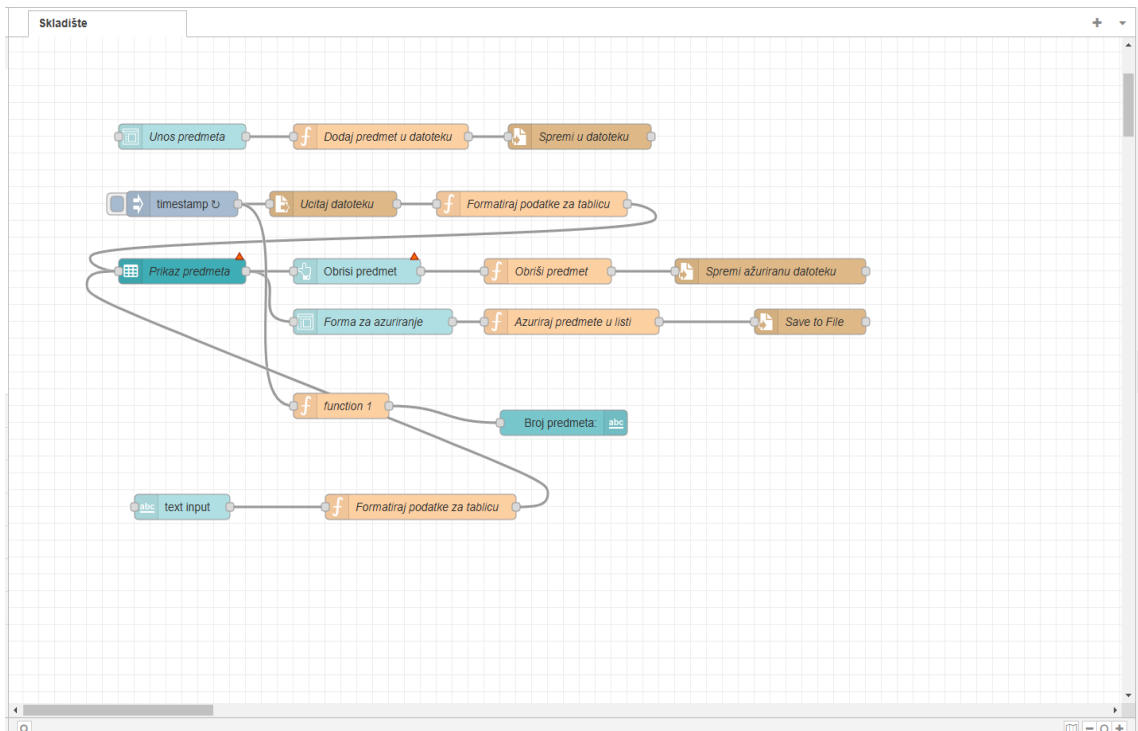 Skladište
Unos predmeta
Dodaj predmet u datoteku
Spremi u datoteku
timestamp ↻
Ucitaj datoteku
Formatiraj podatke za tablicu
Prikaz predmeta
Obrisi predmet
Obriši predmet
Spremi ažuriranu datoteku
Forma za azuriranje
Azuriraj predmete u listi
Save to File
function 1
Broj predmeta:
abc
abc
text input
Formatiraj podatke za tablicu